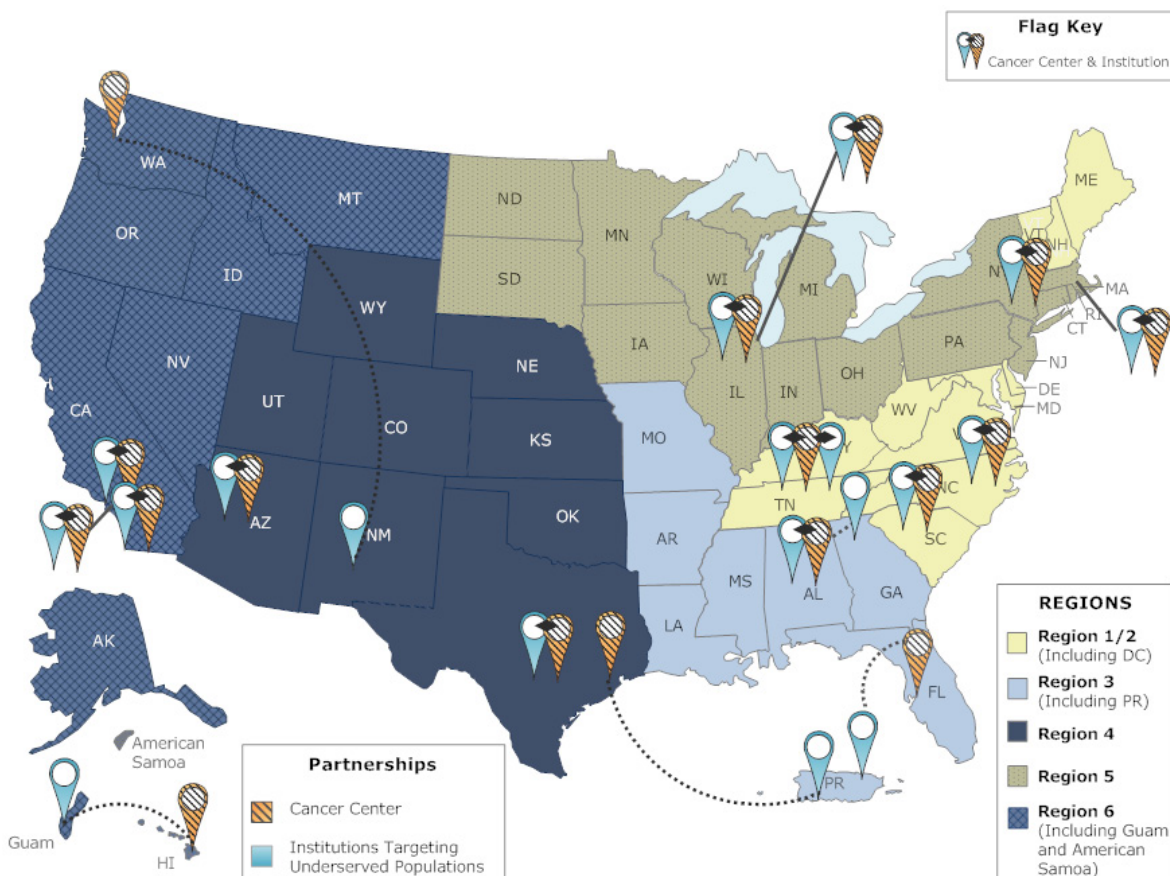 Flag Key
Cancer Center & Institution
WA
MT
ND
MN
ME
OR
ID
SD
WI
MI
VT
NH
WY
MA
RI
CT
IA
PA
NV
NE
NJ
UT
CO
IL
IN
OH
DE
MD
WV
CA
KS
MO
AZ
NM
OK
TN
NC
AR
SC
MS
AL
GA
LA
AK
FL
PR
American
Samoa
Guam
HI
Partnerships
Cancer Center
Institutions Targeting
Underserved Populations
REGIONS
Region 1/2
(Including DC)
Region 3
(Including PR)
Region 4
Region 5
Region 6
(Including Guam
and American
Samoa)